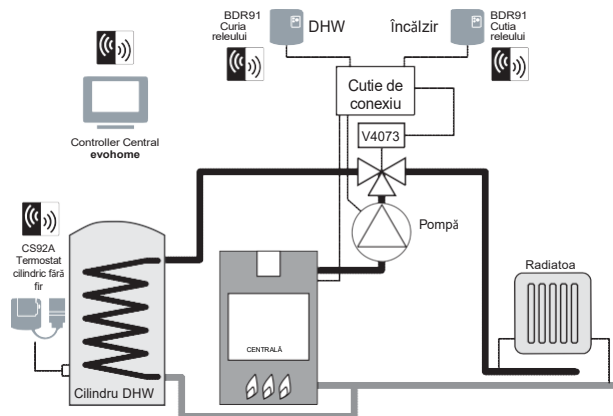 BDR91
Curia
releului
DHW
Încălzir
BDR91
Cutia
releului
Cutie de
conexiu
V4073
Controller Central
evohome
CS92A
Termostat
cilindric fără
fir
Pompă
Radiatoa
CENTRALĂ
Cilindru DHW